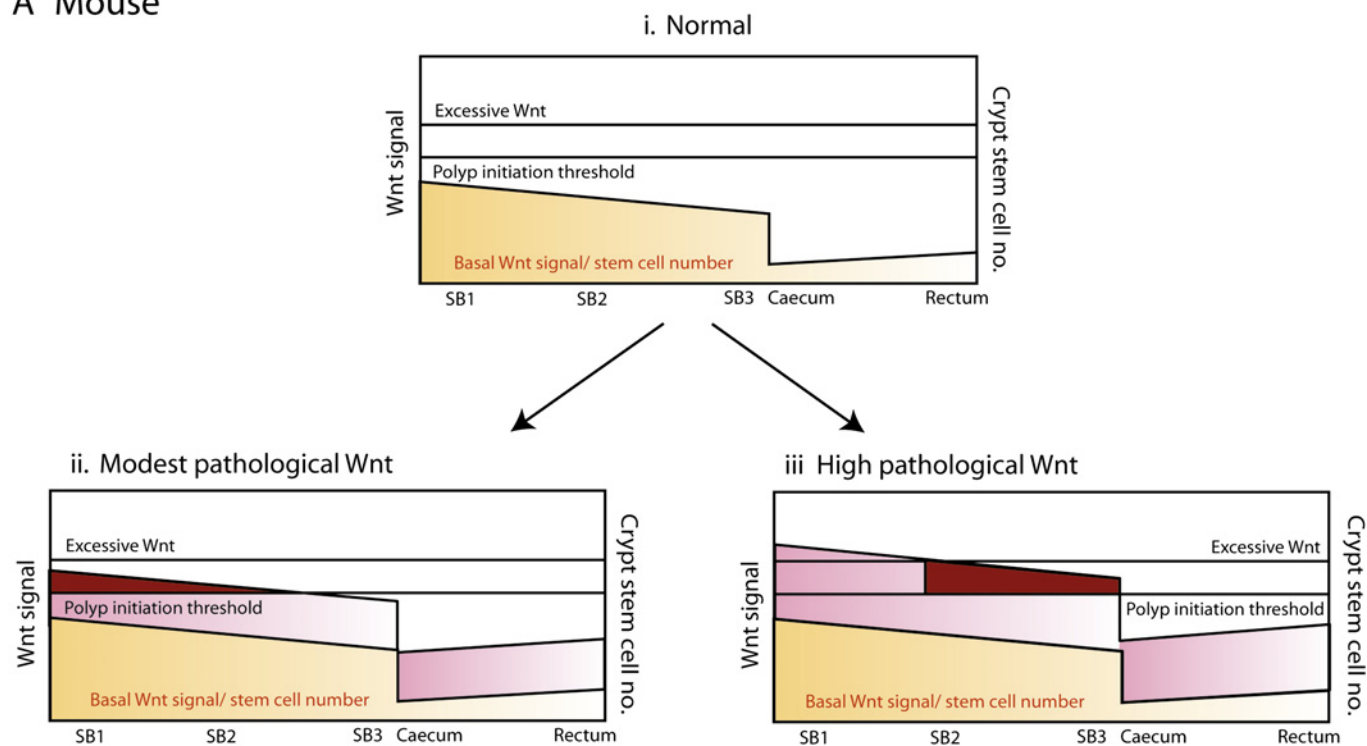 A Mouse
i. Normal
Excessive Wnt
Polyp initiation threshold
Wnt signal
Crypt stem cell no.
Basal Wnt signal/ stem cell number
SB1 SB2 SB3 Caecum Rectum
ii. Modest pathological Wnt
Excessive Wnt
Polyp initiation threshold
Wnt signal
Crypt stem cell no.
Basal Wnt signal/ stem cell number
SB1 SB2 SB3 Caecum Rectum
iii High pathological Wnt
Excessive Wnt
Polyp initiation threshold
Wnt signal
Crypt stem cell no.
Basal Wnt signal/ stem cell number
SB1 SB2 SB3 Caecum Rectum